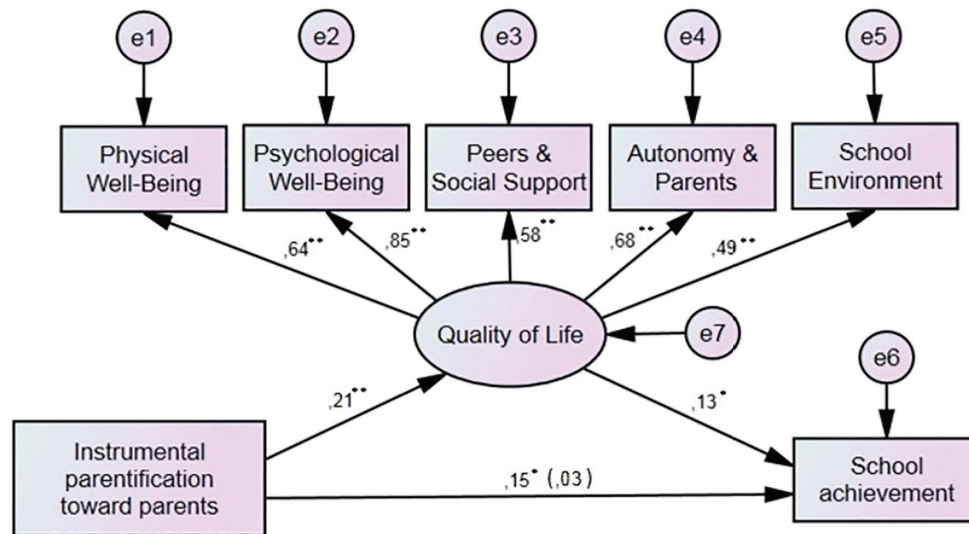 e1
e2
e3
e4
e5
Physical
Well-Being
Psychological
Well-Being
Peers &
Social Support
Autonomy &
Parents
School
Environment
,64**
,85**
,58**
,68**
,49**
Quality of Life
e7
e6
,21**
,13*
Instrumental
parentification
toward parents
,15* (,03)
School
achievement